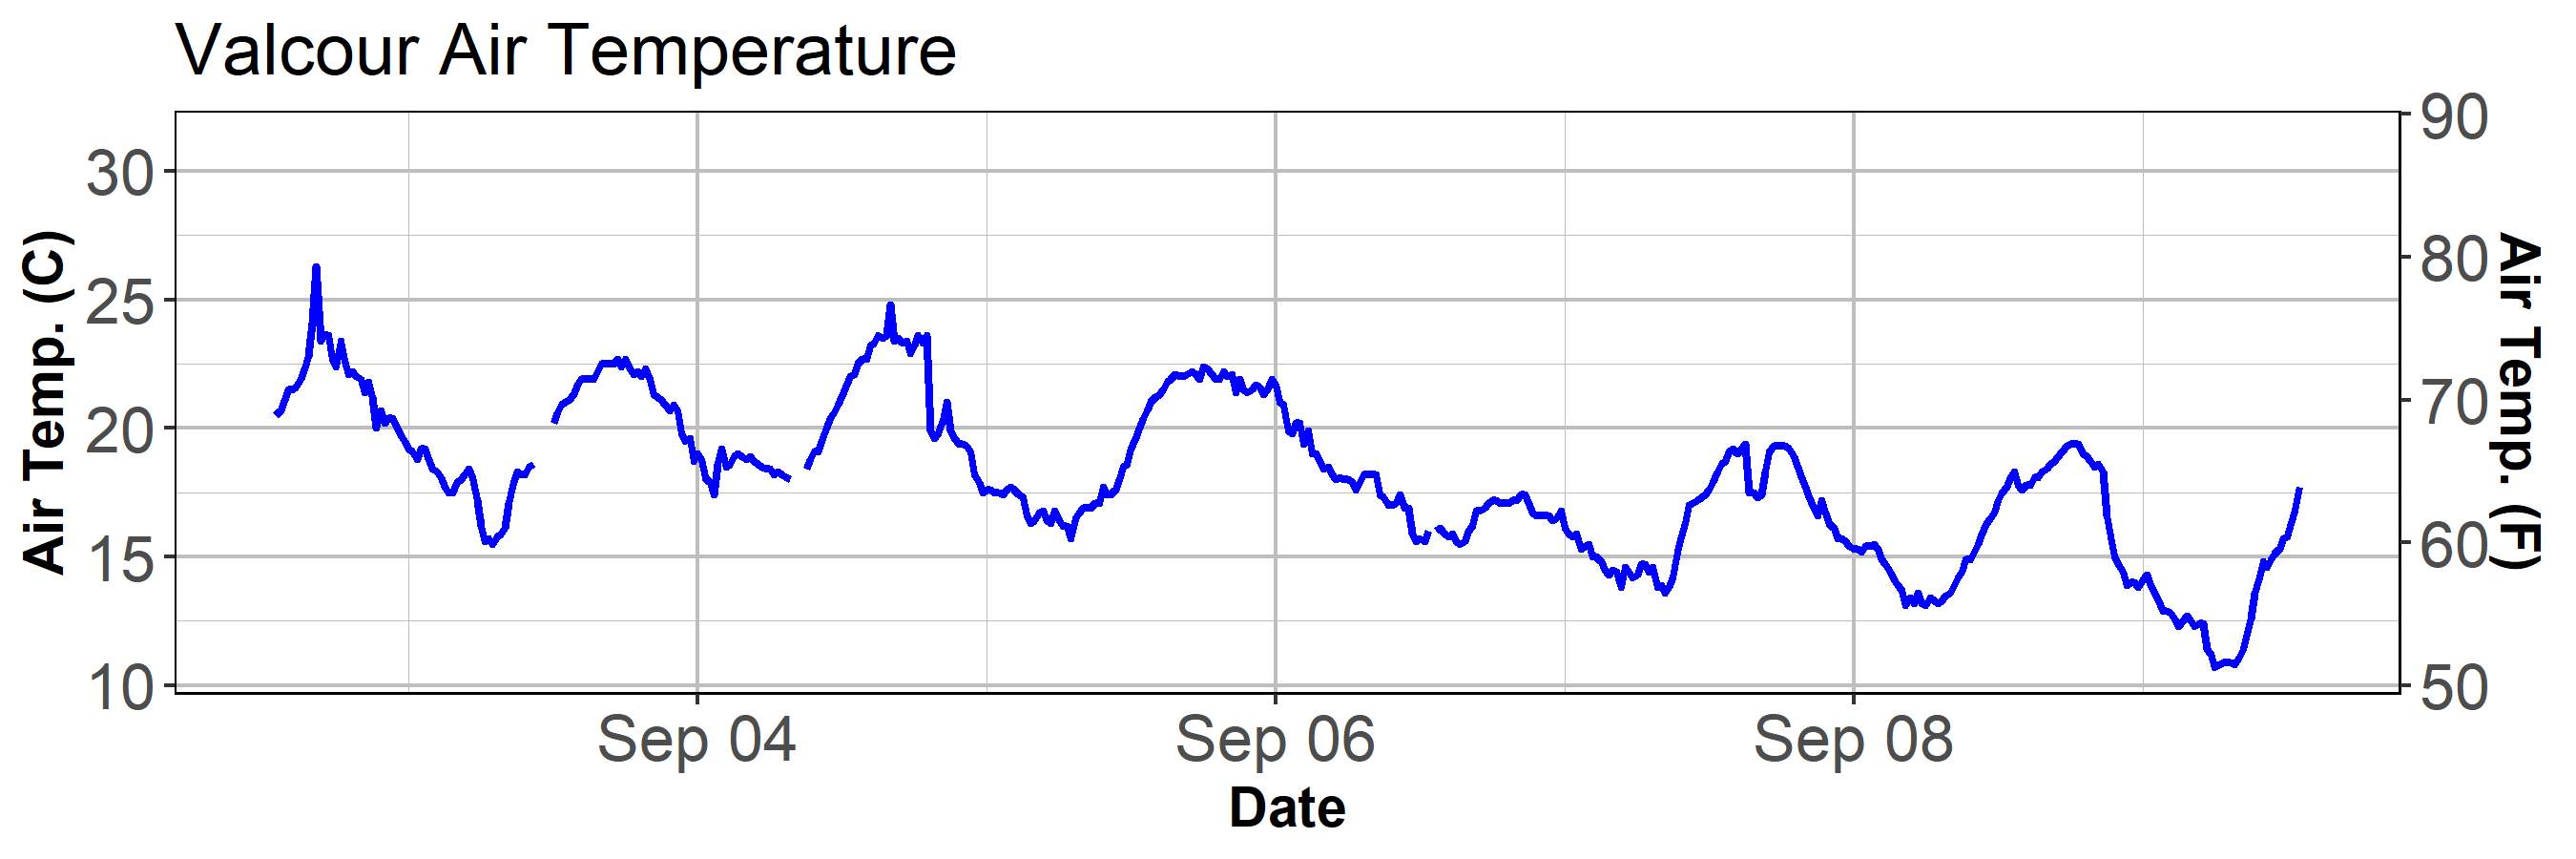 Valcour Air Temperature
Air Temp. (C)
30
25
20
15
10
90
80
70
60
50
Air Temp. (F)
Sep 04 Sep 06 Sep 08
Date